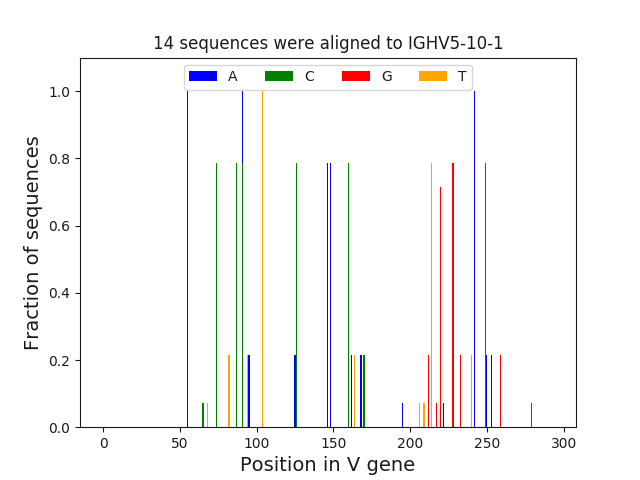 14 sequences were aligned to IGHV5-10-1
A C G T
1.0
0.8
0.6
0.4
0.2
0.0
Fraction of sequences
0 50 100 150 200 250 300
Position in V gene